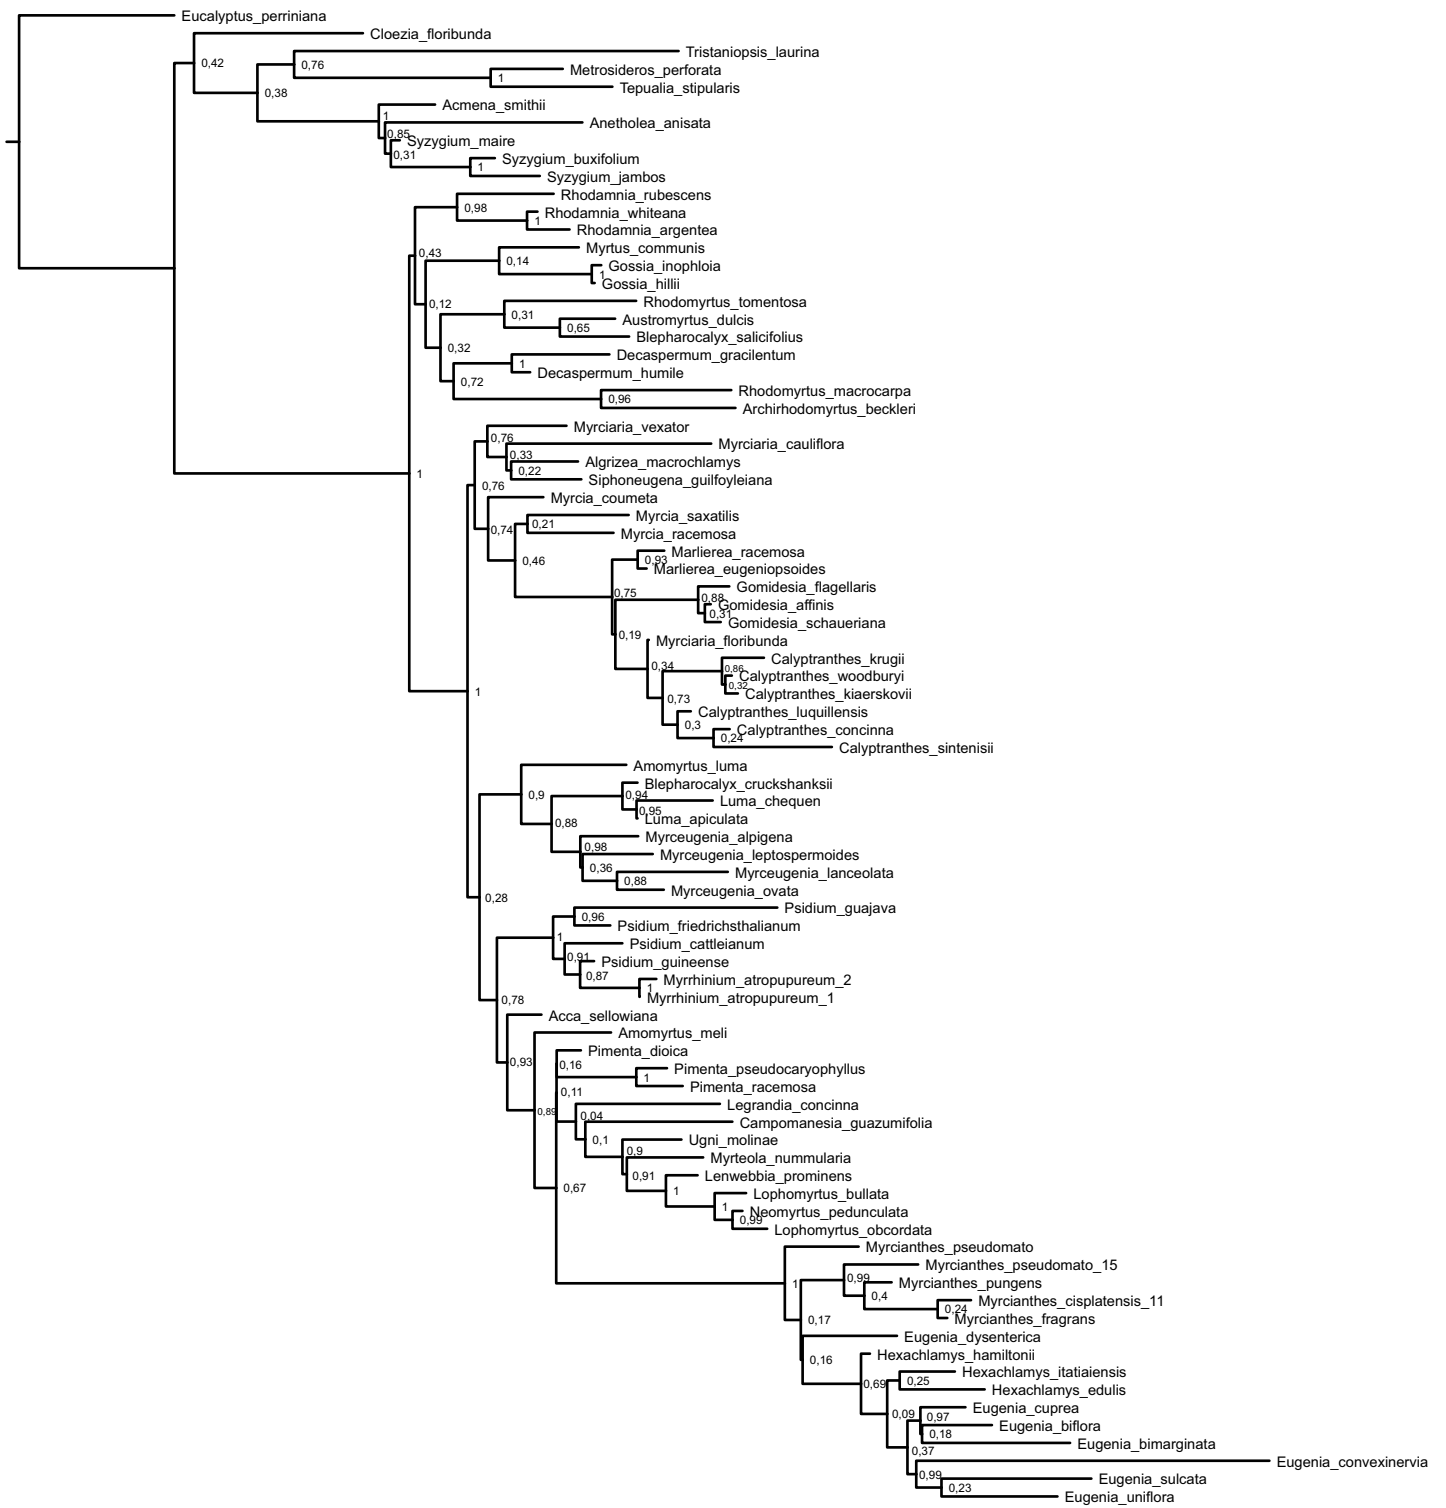 Eucalyptus_perriniana
Cloezia_floribunda
0,42
Tristaniopsis_laurina
0,76
Metrosideros_perforata
1
Tepualia_stipularis
0,38
Acmena_smithii
1
Anetholea_anisata
0,85
Syzygium_maire
0,31
Syzygium_buxifolium
1
Syzygium_jambos
Rhodamnia_rubescens
0,98
Rhodamnia_whiteana
1
Rhodamnia_argentea
0,43
Myrtus_communis
0,14
Gossia_inophloia
1
Gossia_hillii
0,12
Rhodomyrtus_tomentosa
0,31
Austromyrtus_dulcis
0,65
Blepharocalyx_salicifolius
0,32
Decaspermum_gracilentum
1
Decaspermum_humile
0,72
Rhodomyrtus_macrocarpa
0,96
Archirhodomyrtus_beckleri
1
Myrciaria_vexator
0,76
Myrciaria_cauliflora
0,33
Algrizea_macrochlamys
0,22
Siphoneugena_guilfoyleiana
0,76
Myrcia_coumeta
0,74
Myrcia_saxatilis
0,21
Myrcia_racemosa
0,46
Marlierea_racemosa
0,93
Marlierea_eugeniopsoides
0,75
Gomidesia_flagellaris
0,88
Gomidesia_affinis
0,31
Gomidesia_schaueriana
0,19
Myrciaria_floribunda
0,34
Calyptranthes_krugii
0,86
Calyptranthes_woodburyi
0,32
Calyptranthes_kiaerskovii
0,73
Calyptranthes_luquillensis
0,3
Calyptranthes_concinna
0,24
Calyptranthes_sintenisii
1
Amomyrtus_luma
0,9
Blepharocalyx_cruckshanksii
0,94
Luma_chequen
0,95
Luma_apiculata
0,88
Myrceugenia_alpigena
0,98
Myrceugenia_leptospermoides
0,36
Myrceugenia_lanceolata
0,88
Myrceugenia_ovata
0,28
Psidium_guajava
0,96
Psidium_friedrichsthalianum
1
Psidium_cattleianum
0,91
Psidium_guineense
0,87
Myrrhinium_atropupureum_2
1
Myrrhinium_atropupureum_1
0,78
Acca_sellowiana
0,93
Amomyrtus_meli
0,89
Pimenta_dioica
0,16
Pimenta_pseudocaryophyllus
1
Pimenta_racemosa
0,11
Legrandia_concinna
0,04
Campomanesia_guazumifolia
0,1
Ugni_molinae
0,9
Myrteola_nummularia
0,91
Lenwebbia_prominens
1
Lophomyrtus_bullata
1
Neomyrtus_pedunculata
0,99
Lophomyrtus_obcordata
0,67
Myrcianthes_pseudomato
1
Myrcianthes_pseudomato_15
0,99
Myrcianthes_pungens
0,4
Myrcianthes_cisplatensis_11
0,24
Myrcianthes_fragrans
0,17
Eugenia_dysenterica
0,16
Hexachlamys_hamiltonii
0,69
Hexachlamys_itatiaiensis
0,25
Hexachlamys_edulis
0,09
Eugenia_cuprea
0,97
Eugenia_biflora
0,18
Eugenia_bimarginata
0,37
Eugenia_convexinervia
0,99
Eugenia_sulcata
0,23
Eugenia_uniflora